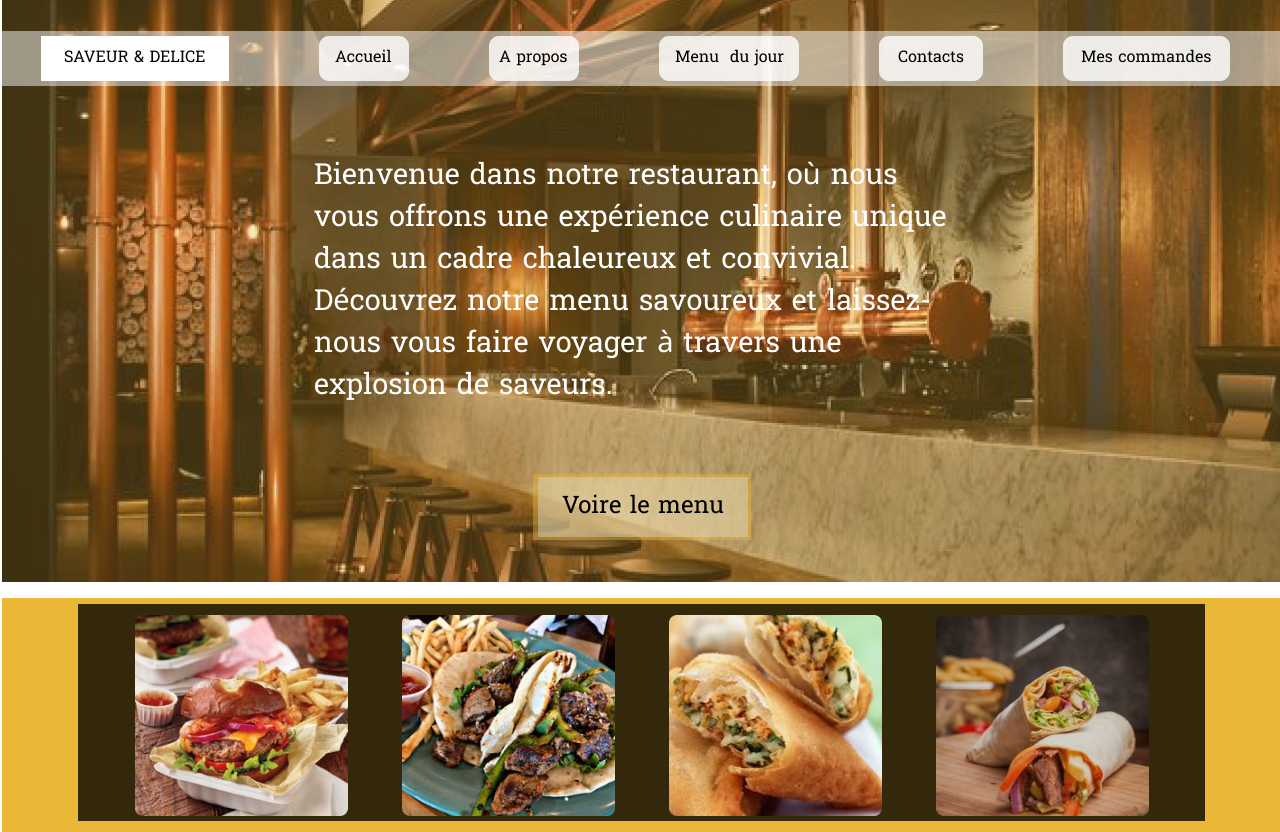 SAVEUR & DELICE
Accueil
A propos
Menu  du jour
Contacts
Mes commandes
Bienvenue dans notre restaurant, où nous
vous offrons une expérience culinaire unique
dans un cadre chaleureux et convivial.
Découvrez notre menu savoureux et laissez-
nous vous faire voyager à travers une
explosion de saveurs.
Voire le menu